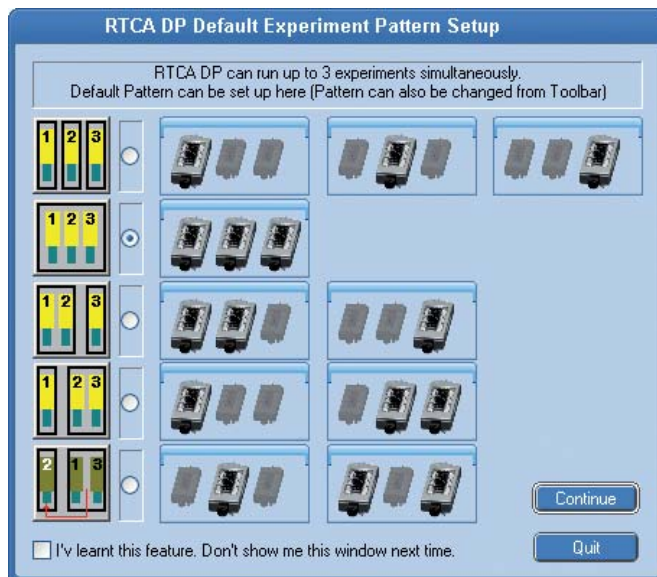 RTCA DP Default Experiment Pattern Setup
RTCA DP can run up to 3 experiments simultaneously.
Default Pattern can be set up here (Pattern can also be changed from Toolbar)
1 2 3
1 2 3
1 2 3
1 2 3
2 1 3
Continue
I'v learnt this feature. Don't show me this window next time.
Quit